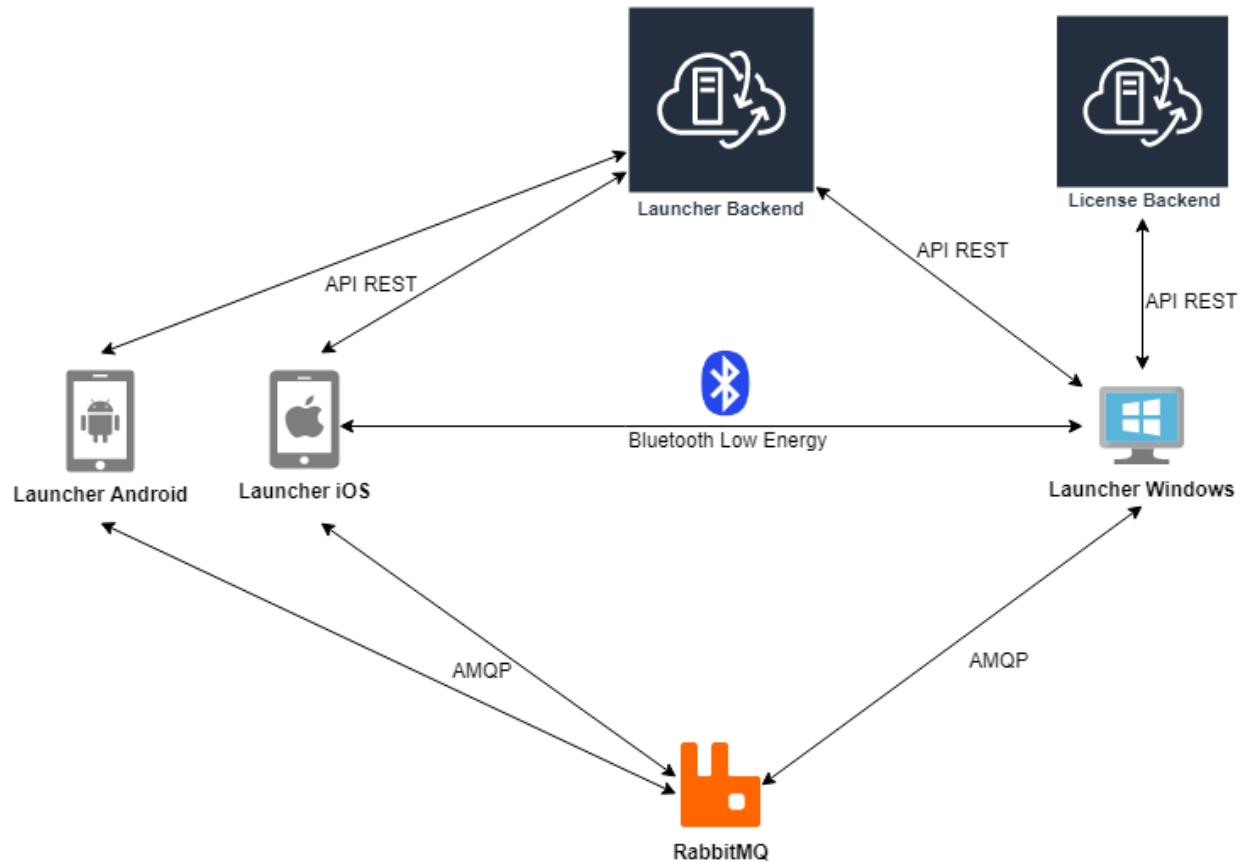 Launcher Backend
License Backend
API REST
API REST
API REST
Bluetooth Low Energy
Launcher Android
Launcher iOS
Launcher Windows
AMQP
AMQP
RabbitMQ